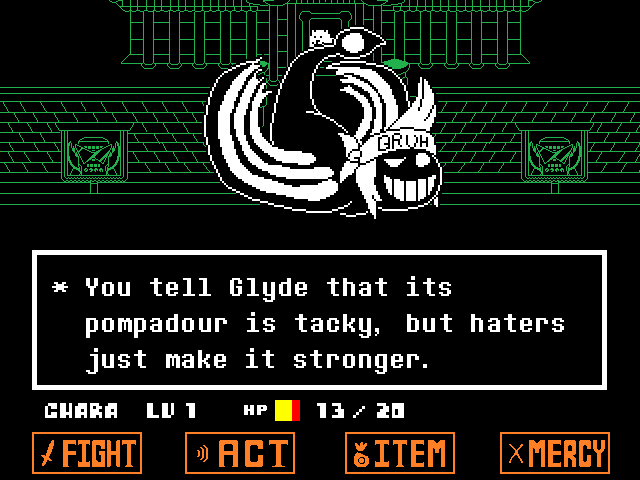 BRUH
* You tell Glyde that its
pompadour is tacky, but haters
just make it stronger.
CHARA LV 1 HP 13 / 20
FIGHT ACT ITEM MERCY